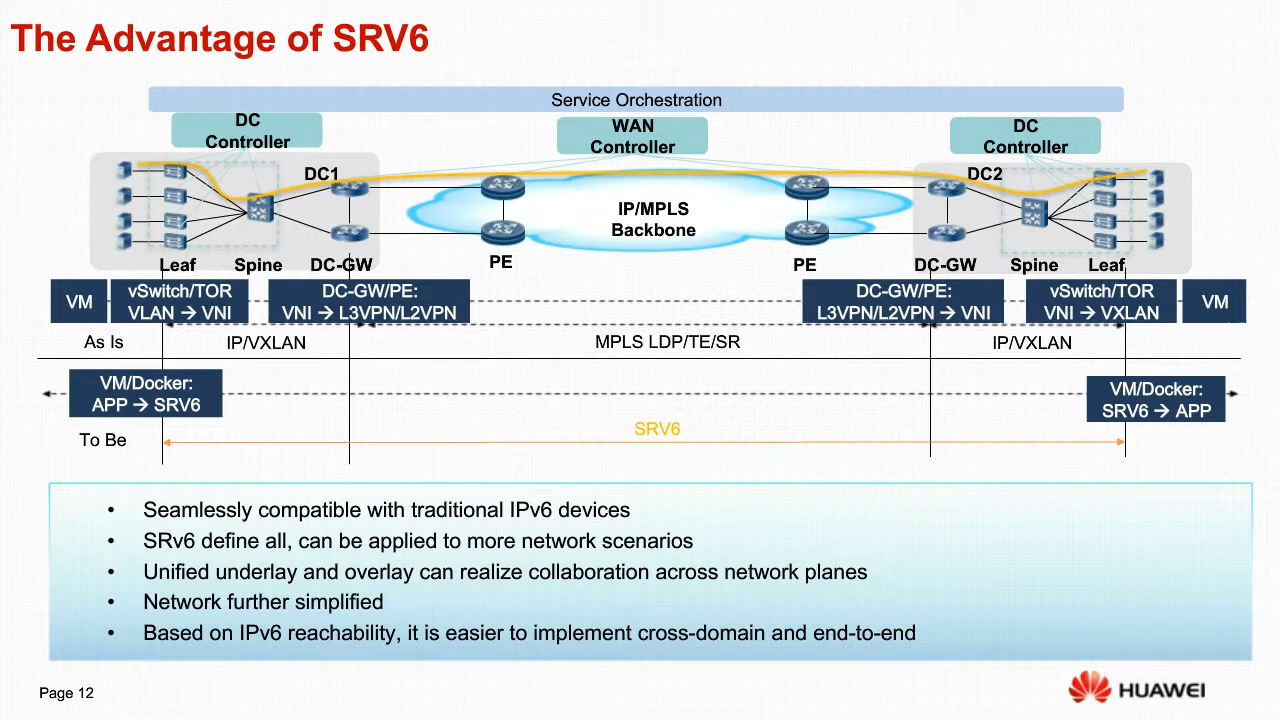 The Advantage of SRV6
Service Orchestration
DC
Controller
WAN
Controller
DC
Controller
DC1
DC2
IP/MPLS
Backbone
Leaf
Spine
DC-GW
PE
PE
DC-GW
Spine
Leaf
VM
vSwitch/TOR
VLAN → VNI
DC-GW/PE:
VNI → L3VPN/L2VPN
DC-GW/PE:
L3VPN/L2VPN → VNI
vSwitch/TOR
VNI → VXLAN
VM
As Is
IP/VXLAN
MPLS LDP/TE/SR
IP/VXLAN
VM/Docker:
APP → SRV6
VM/Docker:
SRV6 → APP
To Be
SRV6
• Seamlessly compatible with traditional IPv6 devices
• SRv6 define all, can be applied to more network scenarios
• Unified underlay and overlay can realize collaboration across network planes
• Network further simplified
• Based on IPv6 reachability, it is easier to implement cross-domain and end-to-end
Page 12
HUAWEI